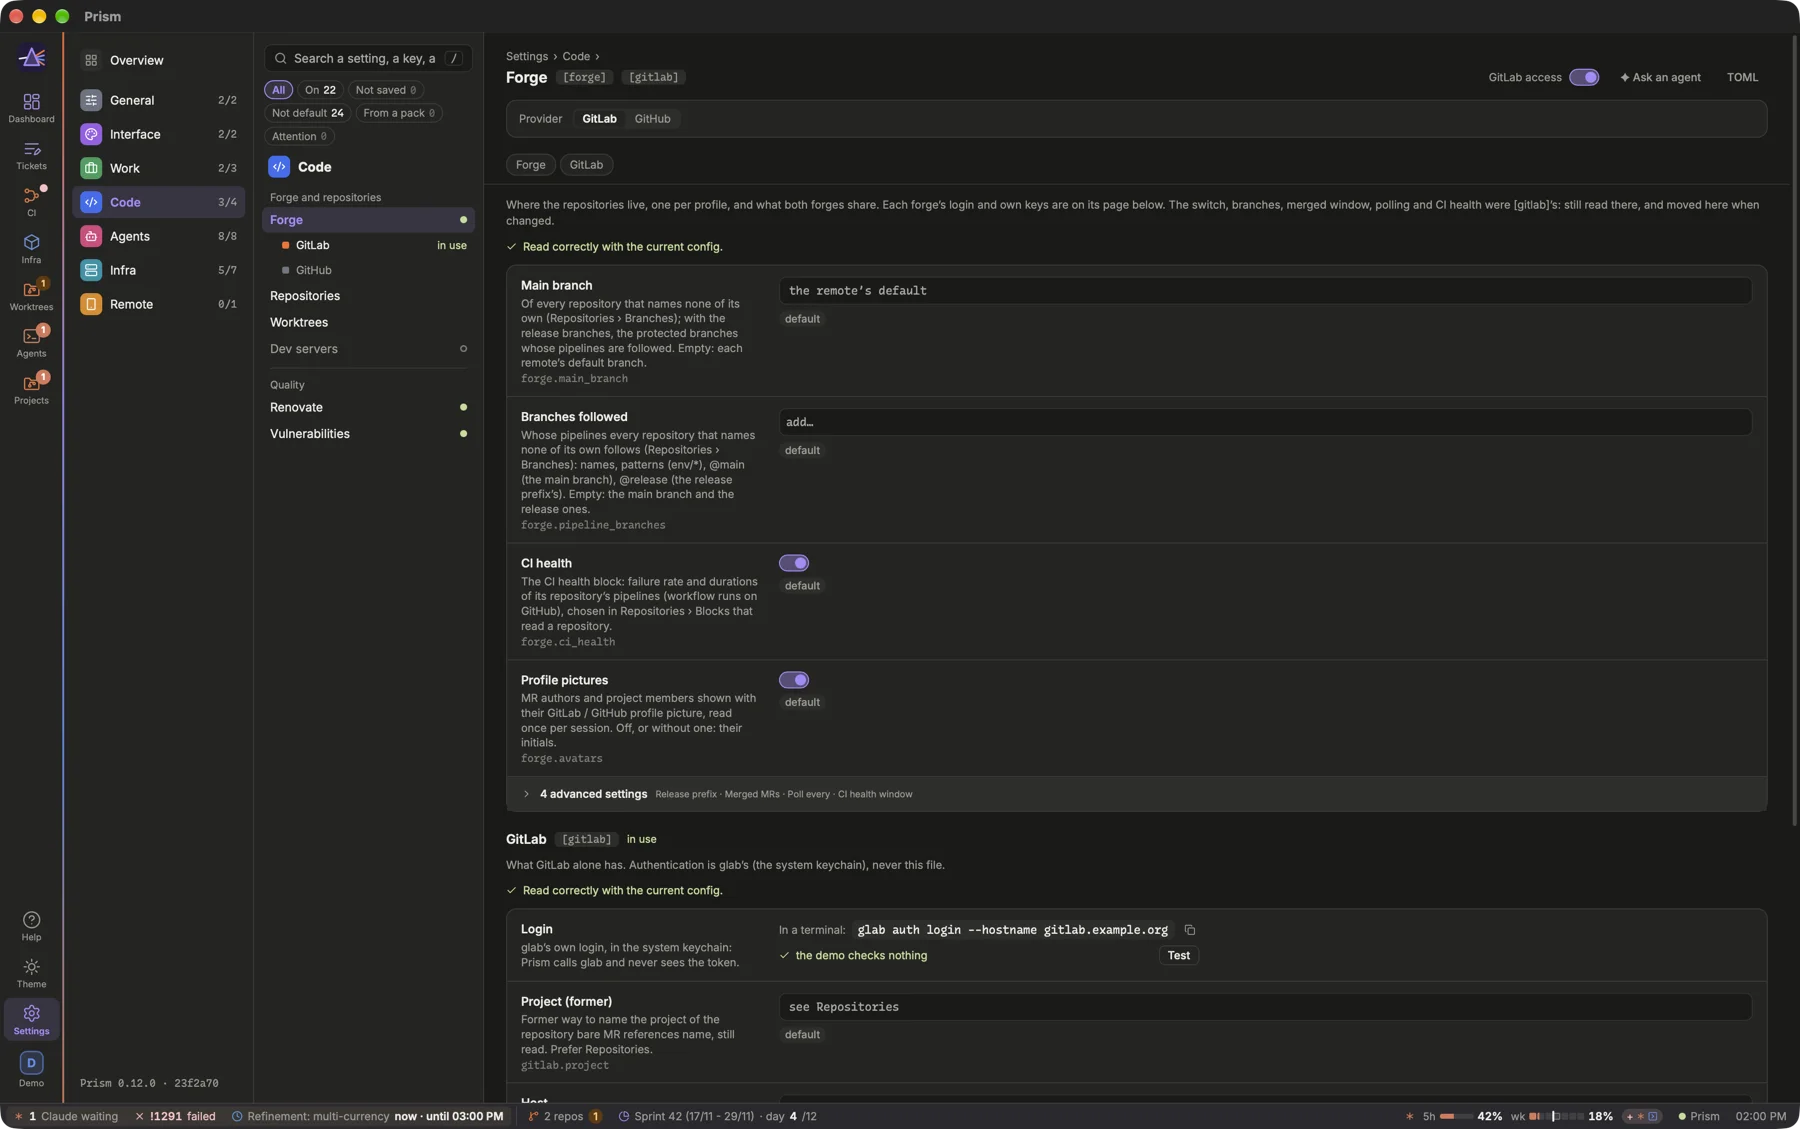 Prism
Dashboard
Tickets
CI
Infra
1
Worktrees
1
Agents
1
Projects
Help
Theme
Settings
D
Demo
Overview
General 2/2
Interface 2/2
Work 2/3
Code 3/4
Agents 8/8
Infra 5/7
Remote 0/1
Prism 0.12.0 · 23f2a70
Search a setting, a key, a /
All On 22 Not saved 0
Not default 24 From a pack 0
Attention 0
Code
Forge and repositories
Forge
GitLab in use
GitHub
Repositories
Worktrees
Dev servers
Quality
Renovate
Vulnerabilities
Settings › Code ›
Forge [forge] [gitlab]
GitLab access Ask an agent TOML
Provider GitLab GitHub
Forge GitLab
Where the repositories live, one per profile, and what both forges share. Each forge’s login and own keys are on its page below. The switch, branches, merged window, polling and CI health were [gitlab]’s: still read there, and moved here when
changed.
✓ Read correctly with the current config.
Main branch
Of every repository that names none of its
own (Repositories › Branches); with the
release branches, the protected branches
whose pipelines are followed. Empty: each
remote’s default branch.
forge.main_branch
the remote’s default
default
Branches followed
Whose pipelines every repository that names
none of its own follows (Repositories ›
Branches): names, patterns (env/*), @main
(the main branch), @release (the release
prefix’s). Empty: the main branch and the
release ones.
forge.pipeline_branches
add…
default
CI health
The CI health block: failure rate and durations
of its repository’s pipelines (workflow runs on
GitHub), chosen in Repositories › Blocks that
read a repository.
forge.ci_health
default
Profile pictures
MR authors and project members shown with
their GitLab / GitHub profile picture, read
once per session. Off, or without one: their
initials.
forge.avatars
default
› 4 advanced settings Release prefix · Merged MRs · Poll every · CI health window
GitLab [gitlab] in use
What GitLab alone has. Authentication is glab’s (the system keychain), never this file.
✓ Read correctly with the current config.
Login
glab’s own login, in the system keychain:
Prism calls glab and never sees the token.
In a terminal: glab auth login --hostname gitlab.example.org
✓ the demo checks nothing Test
Project (former)
Former way to name the project of the
repository bare MR references name, still
read. Prefer Repositories.
gitlab.project
see Repositories
default
Host
1 Claude waiting × !1291 failed Refinement: multi-currency now · until 03:00 PM 2 repos 1 Sprint 42 (17/11 - 29/11) · day 4 /12 5h 42% wk 18% Prism 02:00 PM